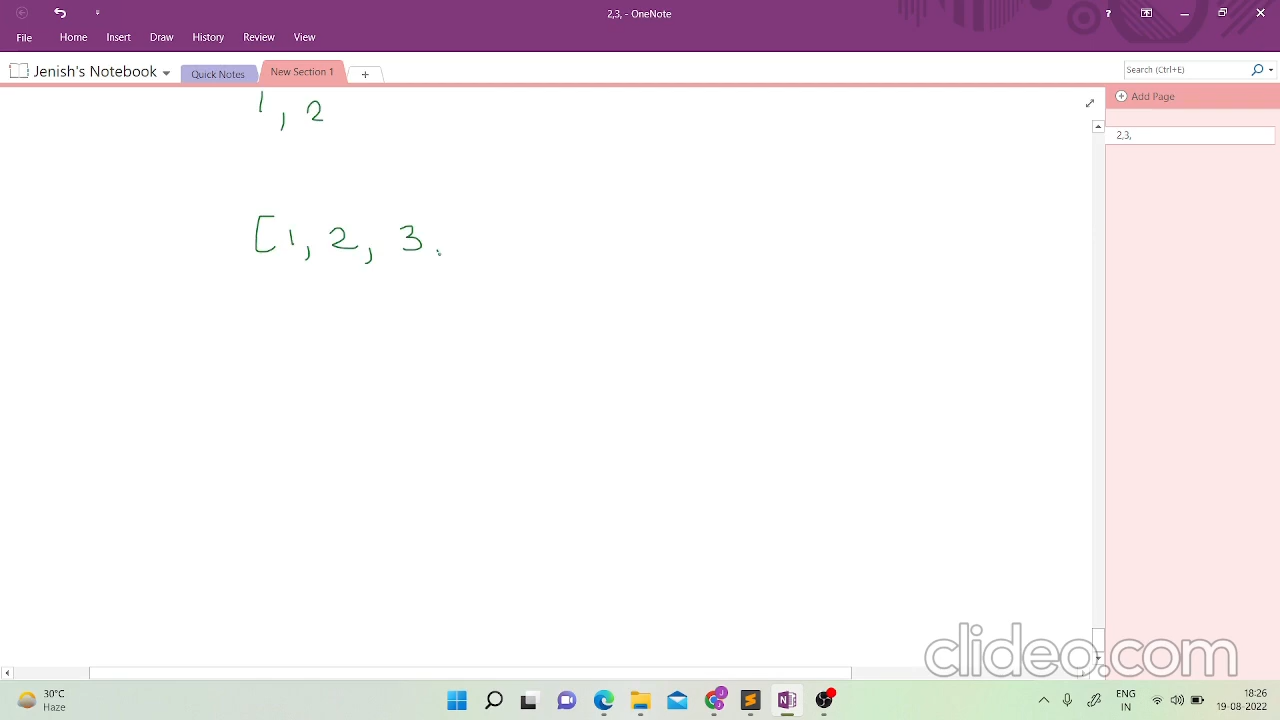 2,3, - OneNote
File Home Insert Draw History Review View
Jenish's Notebook Quick Notes New Section 1 + Search (Ctrl+E)
Add Page
2,3,
1, 2
[1, 2, 3.
clideo.com
30°C
Haze
ENG
IN
18:26
19-08-2022